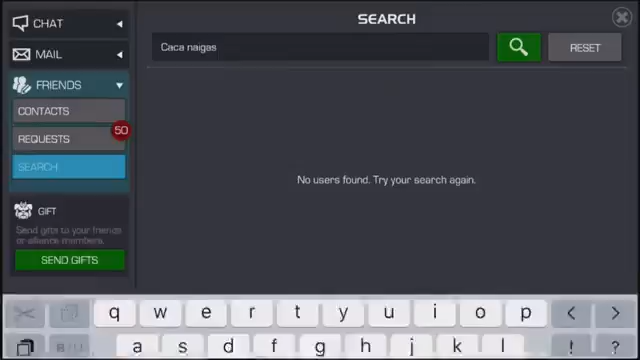 SEARCH
CHAT
MAIL
FRIENDS
CONTACTS
REQUESTS
50
SEARCH
Caca naigas
RESET
No users found. Try your search again.
GIFT
Send gifts to your friends
or alliance members.
SEND GIFTS
q w e r t y u i o p < >
B I U a s d f g h j k l ! ?